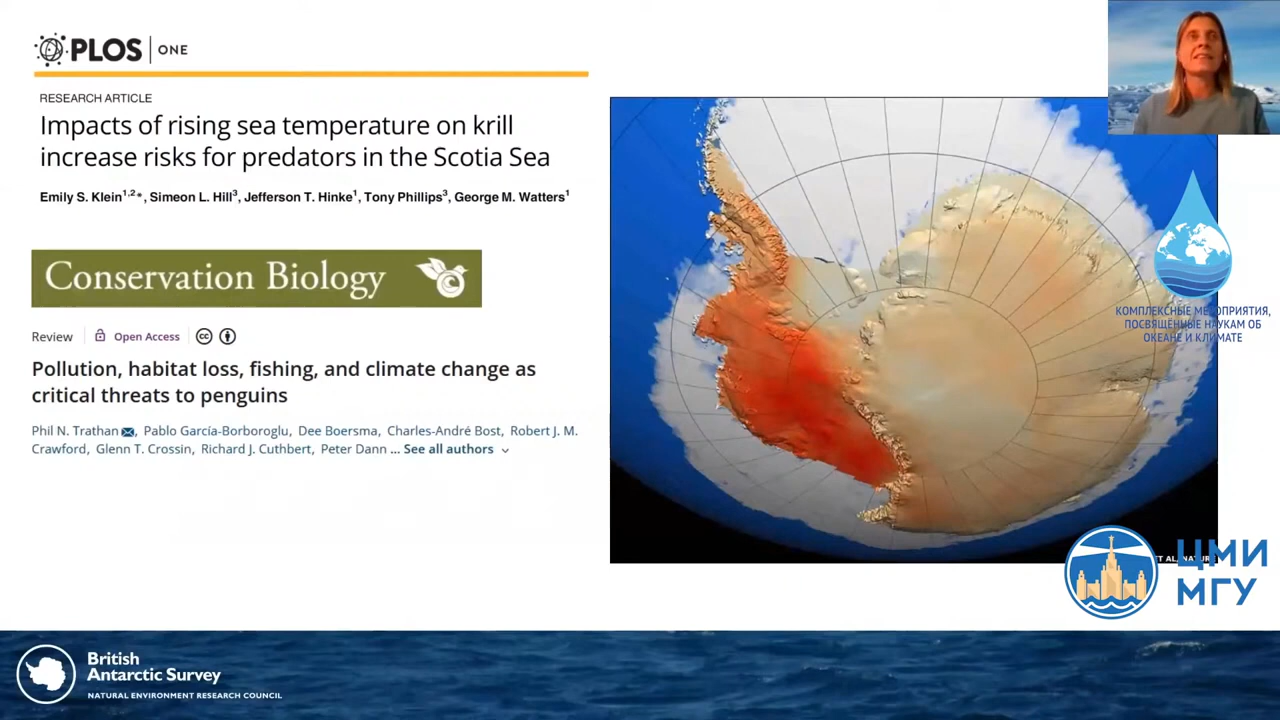 PLOS | ONE
RESEARCH ARTICLE
Impacts of rising sea temperature on krill
increase risks for predators in the Scotia Sea
Emily S. Klein1,2*, Simeon L. Hill3, Jefferson T. Hinke1, Tony Phillips3, George M. Watters1
Conservation Biology
Review
Open Access
Pollution, habitat loss, fishing, and climate change as
critical threats to penguins
Phil N. Trathan, Pablo García-Borboroglu, Dee Boersma, Charles-André Bost, Robert J. M.
Crawford, Glenn T. Crossin, Richard J. Cuthbert, Peter Dann ... See all authors
КОМПЛЕКСНЫЕ МЕРОПРИЯТИЯ,
ПОСВЯЩЁННЫЕ НАУКАМ ОБ
ОКЕАНЕ И КЛИМАТЕ
ET AL, NATURE
ЦМИ
МГУ
British
Antarctic Survey
NATURAL ENVIRONMENT RESEARCH COUNCIL